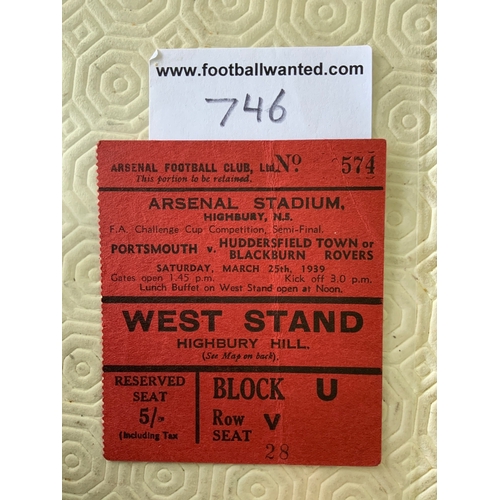 www.footballwanted.com
746
ARSENAL FOOTBALL CLUB, Ltd. No. 574
This portion to be retained.
ARSENAL STADIUM,
HIGHBURY, N.5.
F.A. Challenge Cup Competition, Semi-Final.
PORTSMOUTH v. HUDDERSFIELD TOWN or
BLACKBURN ROVERS
SATURDAY, MARCH 25th, 1939
Gates open 1.45 p.m. Kick off 3.0 p.m.
Lunch Buffet on West Stand open at Noon.
WEST STAND
HIGHBURY HILL.
(See Map on back).
RESERVED
SEAT
5/-
(Including Tax
BLOCK U
Row V
SEAT
28